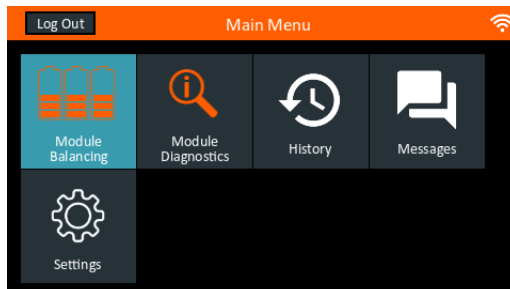 Log Out
Main Menu
Module
Balancing
Module
Diagnostics
History
Messages
Settings